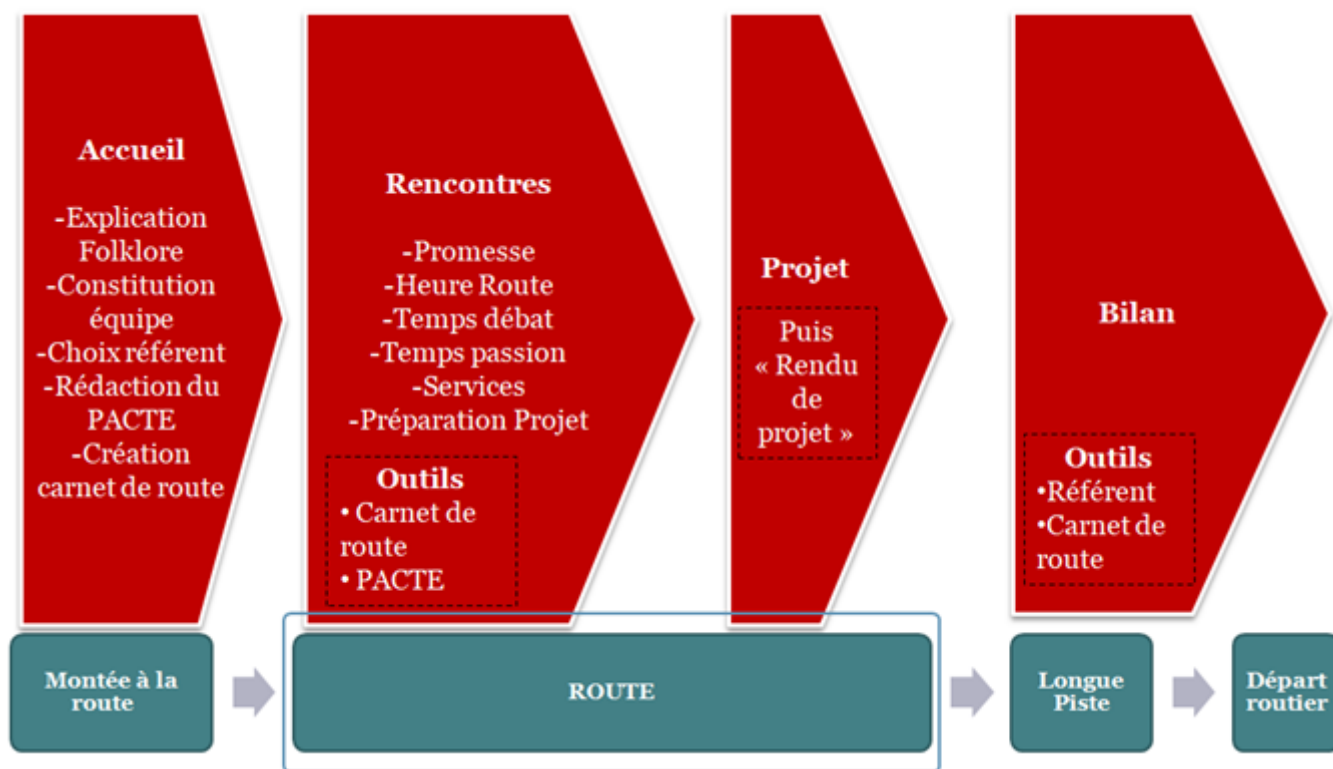 Accueil
-Explication
Folklore
-Constitution
équipe
-Choix référent
-Rédaction du
PACTE
-Création
carnet de route
Rencontres
-Promesse
-Heure Route
-Temps débat
-Temps passion
-Services
-Préparation Projet
Outils
• Carnet de
route
• PACTE
Projet
Puis
« Rendu
de
projet »
Bilan
Outils
•Référent
•Carnet de
route
Montée à la
route
ROUTE
Longue
Piste
Départ
routier